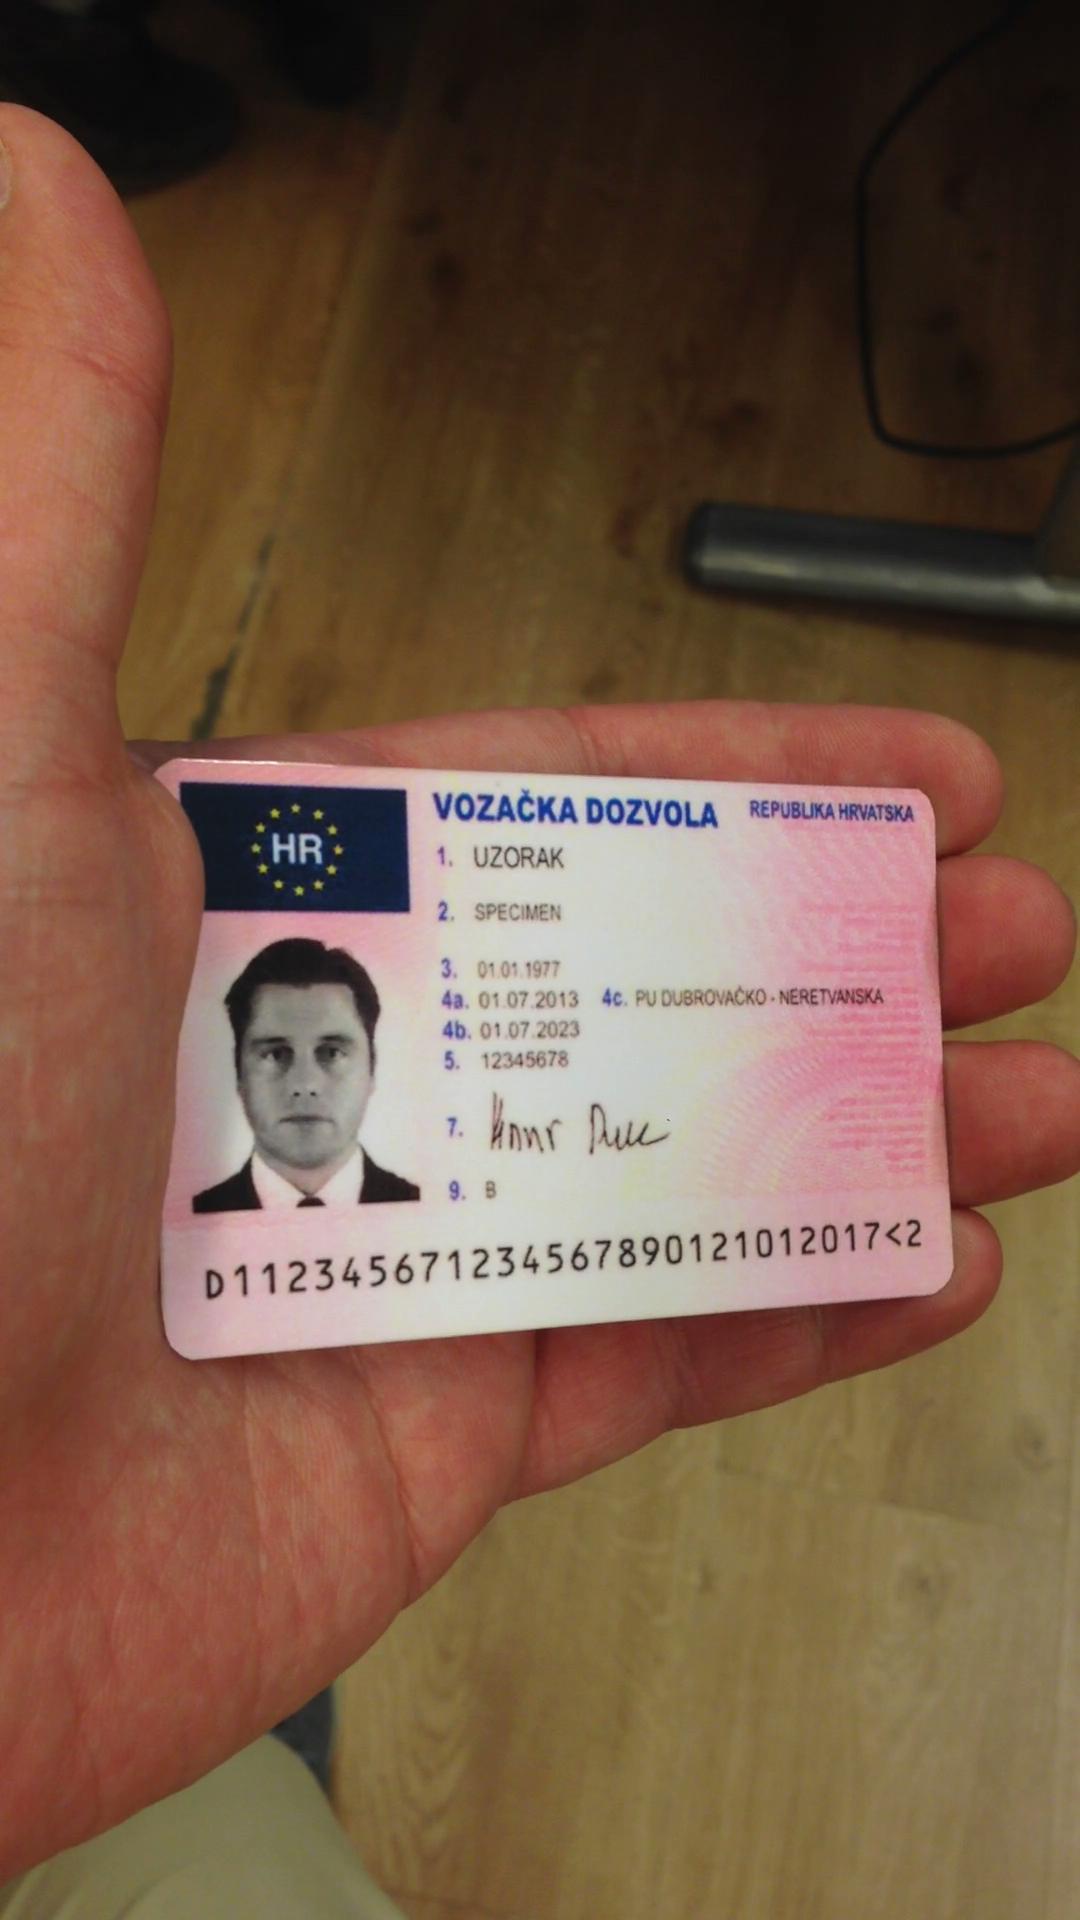 HR
VOZAČKA DOZVOLA REPUBLIKA HRVATSKA
1. UZORAK
2. SPECIMEN
3. 01.01.1977
4a. 01.07.2013 4c. PU DUBROVAČKO - NERETVANSKA
4b. 01.07.2023
5. 12345678
7.
9. B
D112345671234567890121012017<2